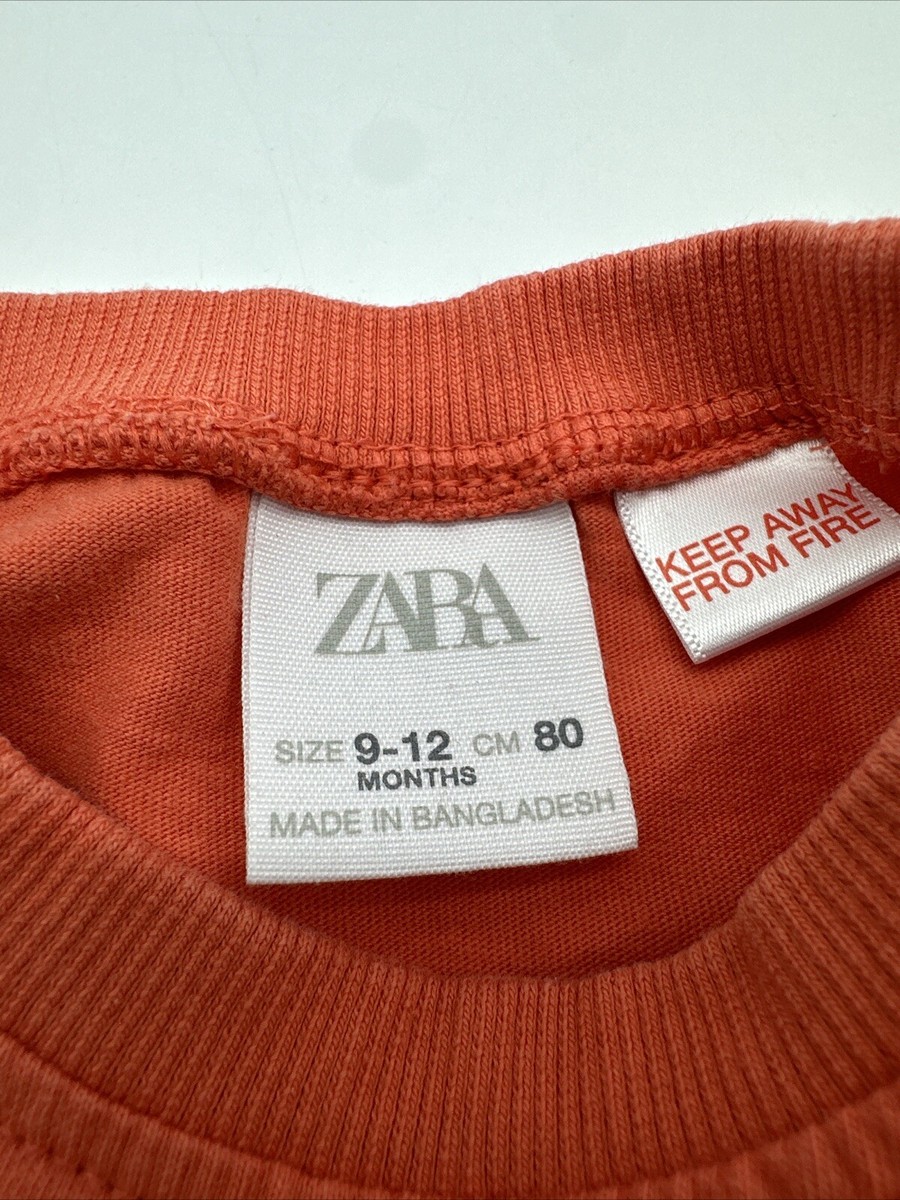 ZARA
SIZE 9-12 CM 80
MONTHS
MADE IN BANGLADESH
KEEP AWAY
FROM FIRE